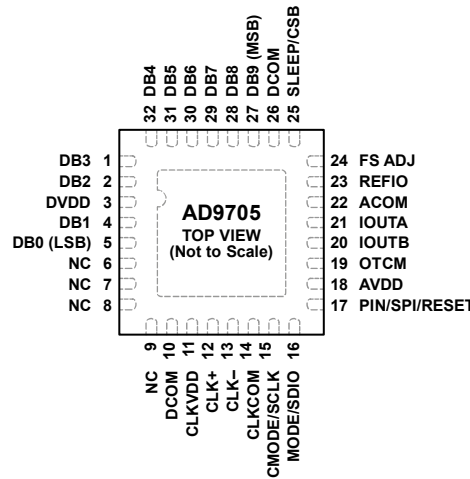 32 DB4
31 DB5
30 DB6
29 DB7
28 DB8
27 DB9 (MSB)
26 DCOM
25 SLEEP/CSB
DB3 1
DB2 2
DVDD 3
DB1 4
DB0 (LSB) 5
NC 6
NC 7
NC 8
AD9705
TOP VIEW
(Not to Scale)
24 FS ADJ
23 REFIO
22 ACOM
21 IOUTA
20 IOUTB
19 OTCM
18 AVDD
17 PIN/SPI/RESET
NC 9
DCOM 10
CLKVDD 11
CLK+ 12
CLK– 13
CLKCOM 14
CMODE/SCLK 15
MODE/SDIO 16